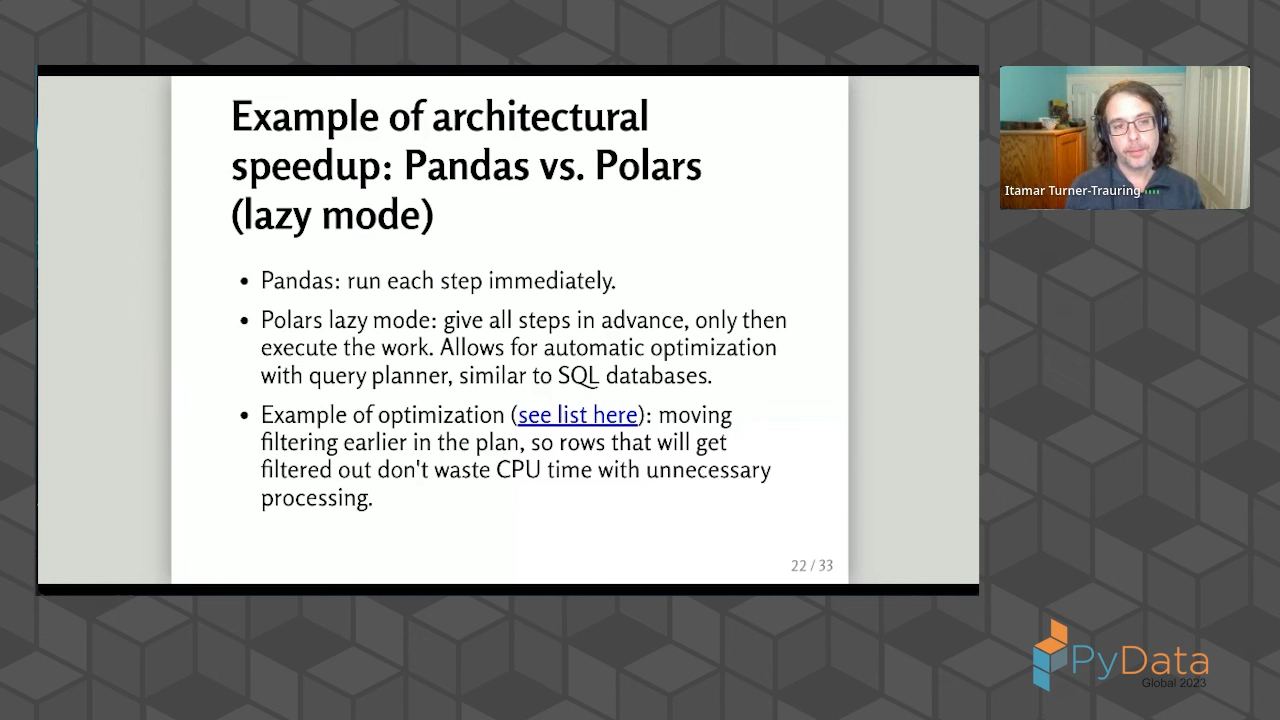 Example of architectural
speedup: Pandas vs. Polars
(lazy mode)
• Pandas: run each step immediately.
• Polars lazy mode: give all steps in advance, only then
execute the work. Allows for automatic optimization
with query planner, similar to SQL databases.
• Example of optimization (see list here): moving
filtering earlier in the plan, so rows that will get
filtered out don't waste CPU time with unnecessary
processing.
22 / 33
Itamar Turner-Trauring
PyData
Global 2023